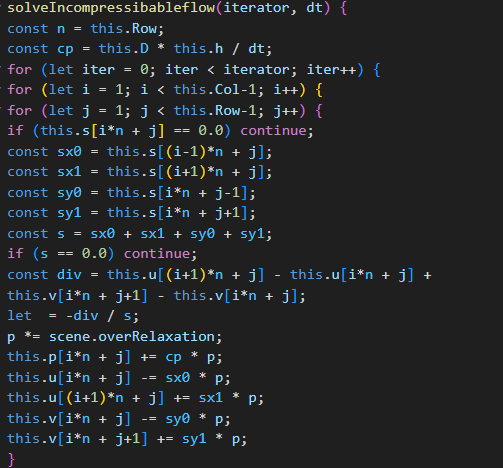 solveIncompressibableflow(iterator, dt) {
const n = this.Row;
const cp = this.D * this.h / dt;
for (let iter = 0; iter < iterator; iter++) {
for (let i = 1; i < this.Col-1; i++) {
for (let j = 1; j < this.Row-1; j++) {
if (this.s[i*n + j] == 0.0) continue;
const sx0 = this.s[(i-1)*n + j];
const sx1 = this.s[(i+1)*n + j];
const sy0 = this.s[i*n + j-1];
const sy1 = this.s[i*n + j+1];
const s = sx0 + sx1 + sy0 + sy1;
if (s == 0.0) continue;
const div = this.u[(i+1)*n + j] - this.u[i*n + j] +
this.v[i*n + j+1] - this.v[i*n + j];
let  = -div / s;
p *= scene.overRelaxation;
this.p[i*n + j] += cp * p;
this.u[i*n + j] -= sx0 * p;
this.u[(i+1)*n + j] += sx1 * p;
this.v[i*n + j] -= sy0 * p;
this.v[i*n + j+1] += sy1 * p;
}